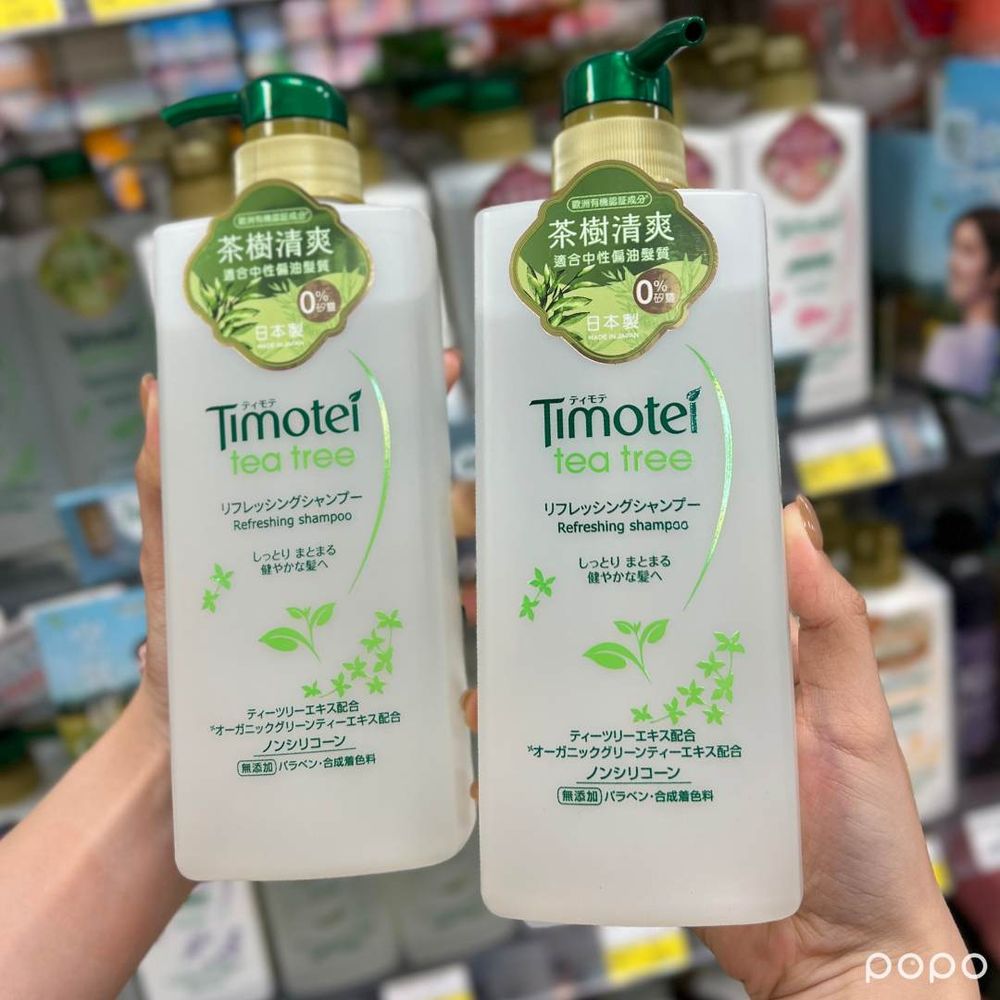 歐洲有機認証成分*
茶樹清爽
適合中性偏油髮質
0%
矽靈
日本製
MADE IN JAPAN
ティモテ
Timotei
tea tree
リフレッシングシャンプー
Refreshing shampoo
しっとり まとまる
健やかな髪へ
ティーツリーエキス配合
*オーガニックグリーンティーエキス配合
ノンシリコーン
無添加 パラベン・合成着色料
歐洲有機認証成分*
茶樹清爽
適合中性偏油髮質
0%
矽靈
日本製
MADE IN JAPAN
ティモテ
Timotei
tea tree
リフレッシングシャンプー
Refreshing shampoo
しっとり まとまる
健やかな髪へ
ティーツリーエキス配合
*オーガニックグリーンティーエキス配合
ノンシリコーン
無添加 パラベン・合成着色料
popo